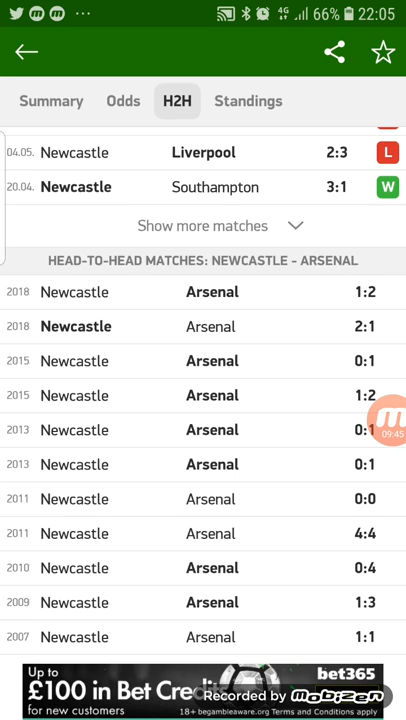 66% 22:05
4G
Summary Odds H2H Standings
04.05. Newcastle Liverpool 2:3 L
20.04. Newcastle Southampton 3:1 W
Show more matches
HEAD-TO-HEAD MATCHES: NEWCASTLE - ARSENAL
2018 Newcastle Arsenal 1:2
2018 Newcastle Arsenal 2:1
2015 Newcastle Arsenal 0:1
2015 Newcastle Arsenal 1:2
2013 Newcastle Arsenal 0:1
09:45
2013 Newcastle Arsenal 0:1
2011 Newcastle Arsenal 0:0
2011 Newcastle Arsenal 4:4
2010 Newcastle Arsenal 0:4
2009 Newcastle Arsenal 1:3
2007 Newcastle Arsenal 1:1
Up to
£100 in Bet Credits
for new customers
bet365
Recorded by Mobizen
18+ begambleaware.org Terms and Conditions apply